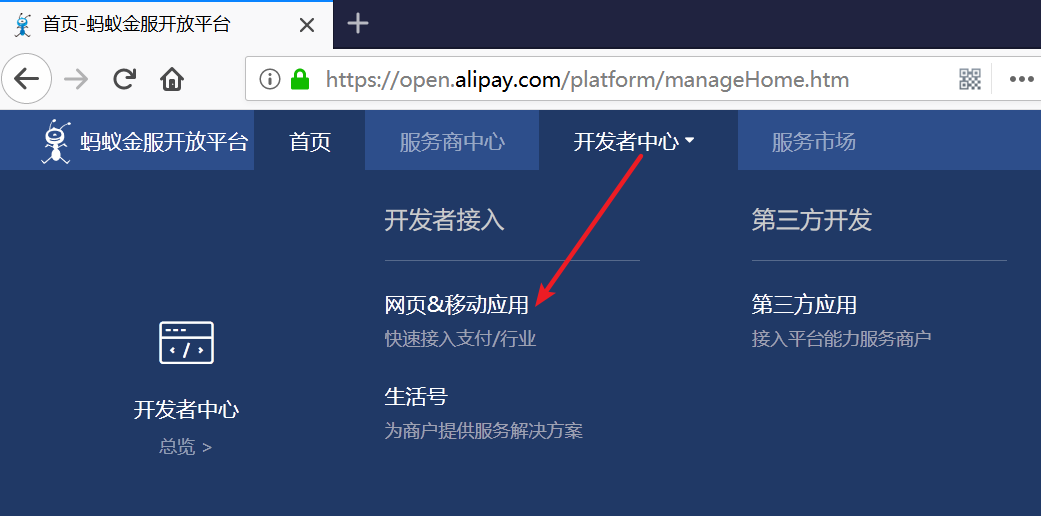 首页-蚂蚁金服开放平台
https://open.alipay.com/platform/manageHome.htm
蚂蚁金服开放平台 首页 服务商中心 开发者中心 服务市场
开发者接入 第三方开发
网页&移动应用 第三方应用
快速接入支付/行业 接入平台能力服务商户
生活号
开发者中心
为商户提供服务解决方案
总览 >